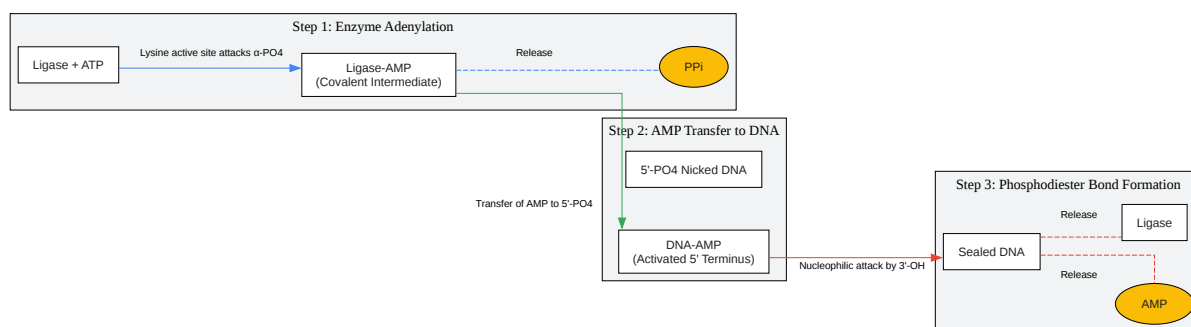 Step 1: Enzyme Adenylation
Ligase + ATP
Lysine active site attacks α-PO4
Ligase-AMP
(Covalent Intermediate)
Release
PPi
Step 2: AMP Transfer to DNA
5'-PO4 Nicked DNA
Transfer of AMP to 5'-PO4
DNA-AMP
(Activated 5' Terminus)
Nucleophilic attack by 3'-OH
Step 3: Phosphodiester Bond Formation
Sealed DNA
Release
Ligase
Release
AMP